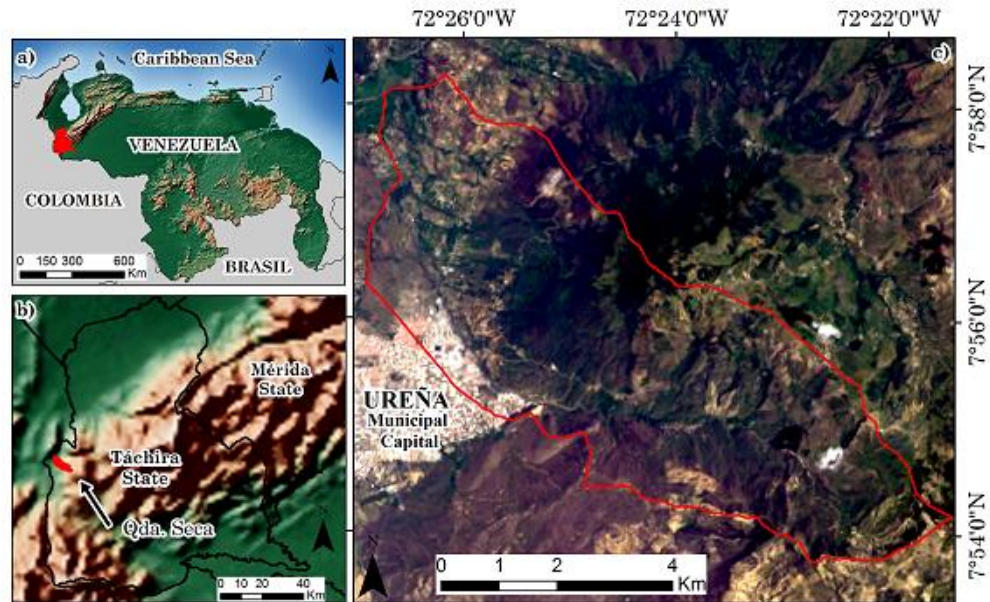 72°26'0"W 72°24'0"W 72°22'0"W
a)
Caribbean Sea
VENEZUELA
COLOMBIA
BRASIL
0 150 300 600
Km
b)
Mérida
State
Táchira
State
Qda. Seca
0 10 20 40
Km
c)
7°58'0"N
7°56'0"N
7°54'0"N
UREÑA
Municipal
Capital
0 1 2 4
Km